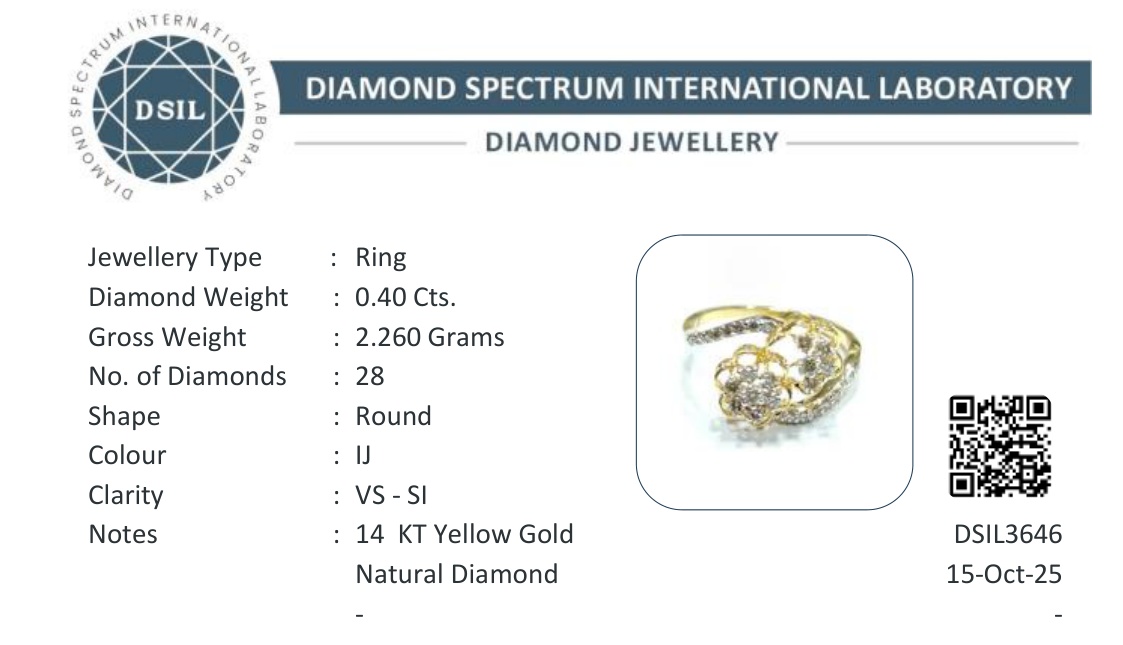 DIAMOND SPECTRUM INTERNATIONAL LABORATORY
DSIL
DIAMOND SPECTRUM INTERNATIONAL LABORATORY
DIAMOND JEWELLERY
Jewellery Type : Ring
Diamond Weight : 0.40 Cts.
Gross Weight : 2.260 Grams
No. of Diamonds : 28
Shape : Round
Colour : IJ
Clarity : VS - SI
Notes : 14 KT Yellow Gold
DSIL3646
Natural Diamond
15-Oct-25
-
-